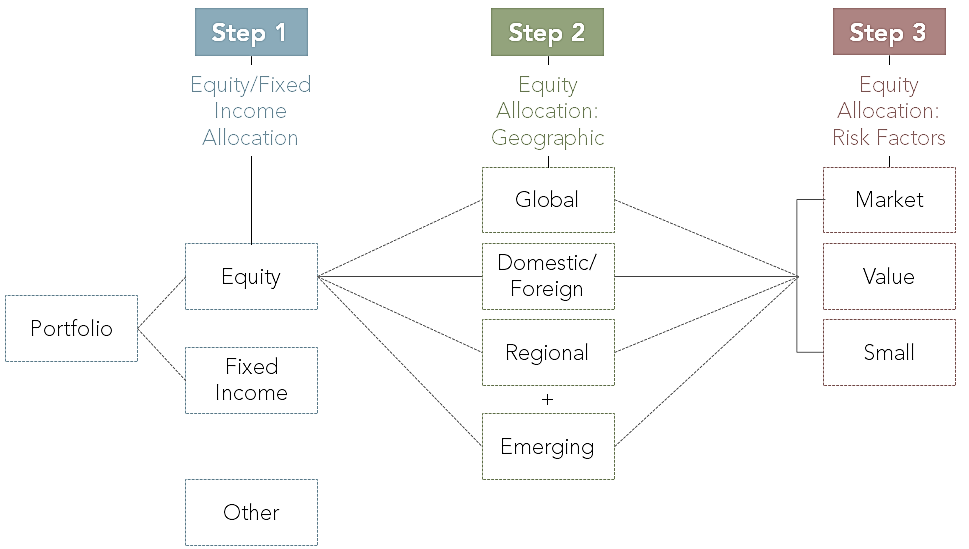 Step 1
Step 2
Step 3
Equity/Fixed
Income
Allocation
Equity
Allocation:
Geographic
Equity
Allocation:
Risk Factors
Portfolio
Equity
Fixed
Income
Other
Global
Domestic/
Foreign
Regional
+
Emerging
Market
Value
Small